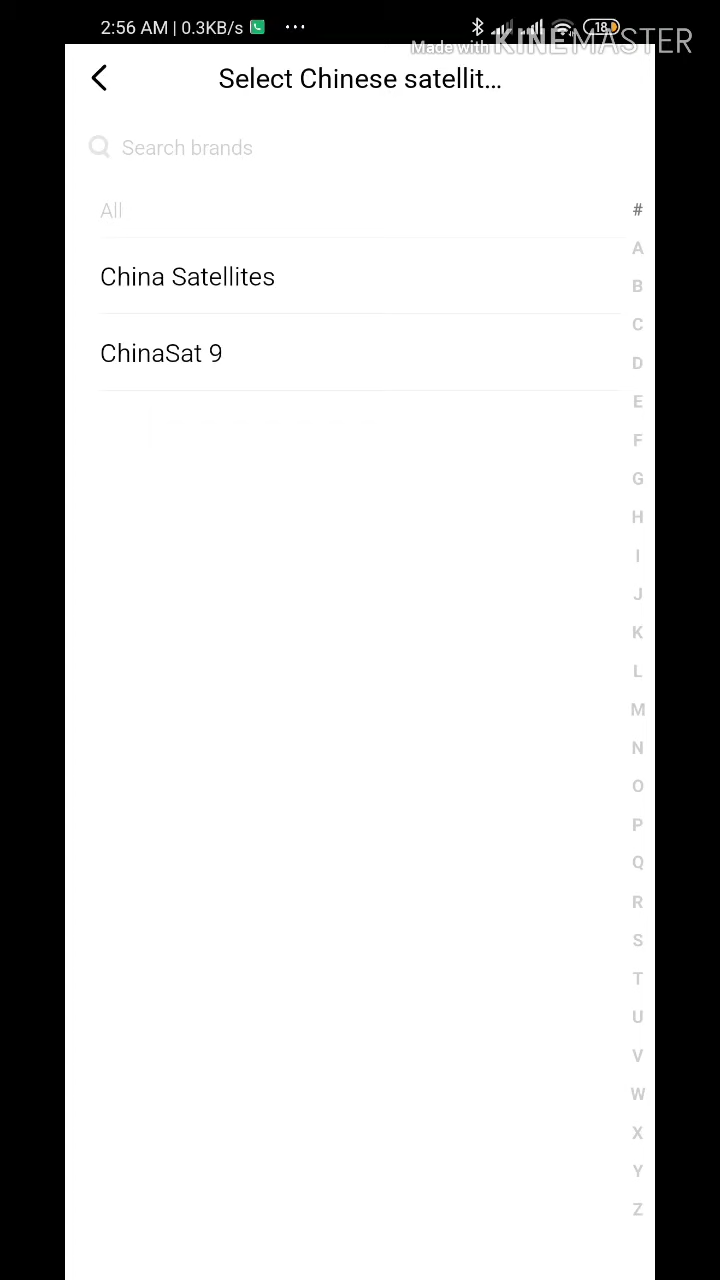 2:56 AM | 0.3KB/s ... 18
Made with KINEMASTER
Select Chinese satellit...
Search brands
All
#
China Satellites
A
B
C
ChinaSat 9
D
E
F
G
H
I
J
K
L
M
N
O
P
Q
R
S
T
U
V
W
X
Y
Z